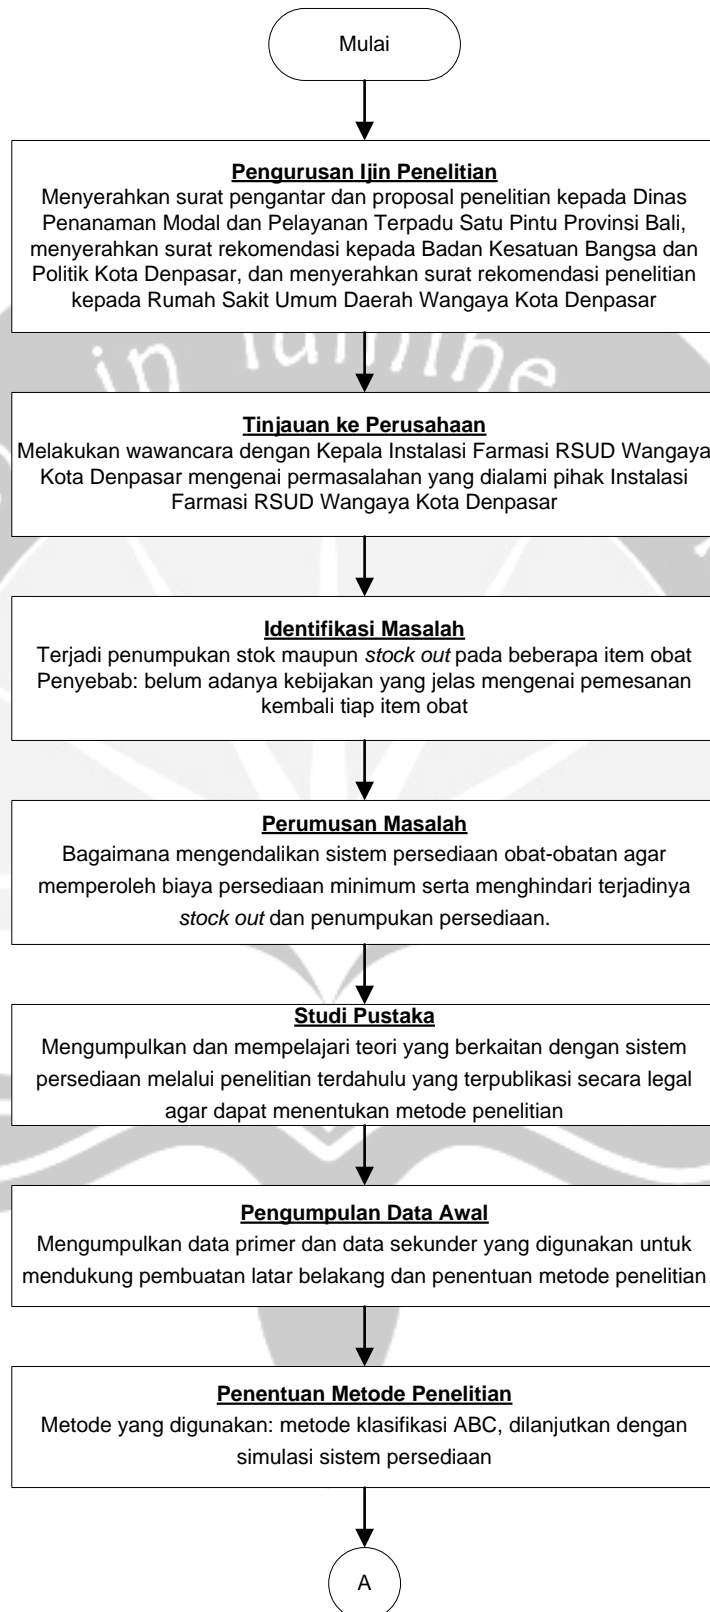 Mulai
Pengurusan Ijin Penelitian
Menyerahkan surat pengantar dan proposal penelitian kepada Dinas
Penanaman Modal dan Pelayanan Terpadu Satu Pintu Provinsi Bali,
menyerahkan surat rekomendasi kepada Badan Kesatuan Bangsa dan
Politik Kota Denpasar, dan menyerahkan surat rekomendasi penelitian
kepada Rumah Sakit Umum Daerah Wangaya Kota Denpasar
in lumine
Tinjauan ke Perusahaan
Melakukan wawancara dengan Kepala Instalasi Farmasi RSUD Wangaya
Kota Denpasar mengenai permasalahan yang dialami pihak Instalasi
Farmasi RSUD Wangaya Kota Denpasar
Identifikasi Masalah
Terjadi penumpukan stok maupun stock out pada beberapa item obat
Penyebab: belum adanya kebijakan yang jelas mengenai pemesanan
kembali tiap item obat
Perumusan Masalah
Bagaimana mengendalikan sistem persediaan obat-obatan agar
memperoleh biaya persediaan minimum serta menghindari terjadinya
stock out dan penumpukan persediaan.
Studi Pustaka
Mengumpulkan dan mempelajari teori yang berkaitan dengan sistem
persediaan melalui penelitian terdahulu yang terpublikasi secara legal
agar dapat menentukan metode penelitian
Pengumpulan Data Awal
Mengumpulkan data primer dan data sekunder yang digunakan untuk
mendukung pembuatan latar belakang dan penentuan metode penelitian
Penentuan Metode Penelitian
Metode yang digunakan: metode klasifikasi ABC, dilanjutkan dengan
simulasi sistem persediaan
A